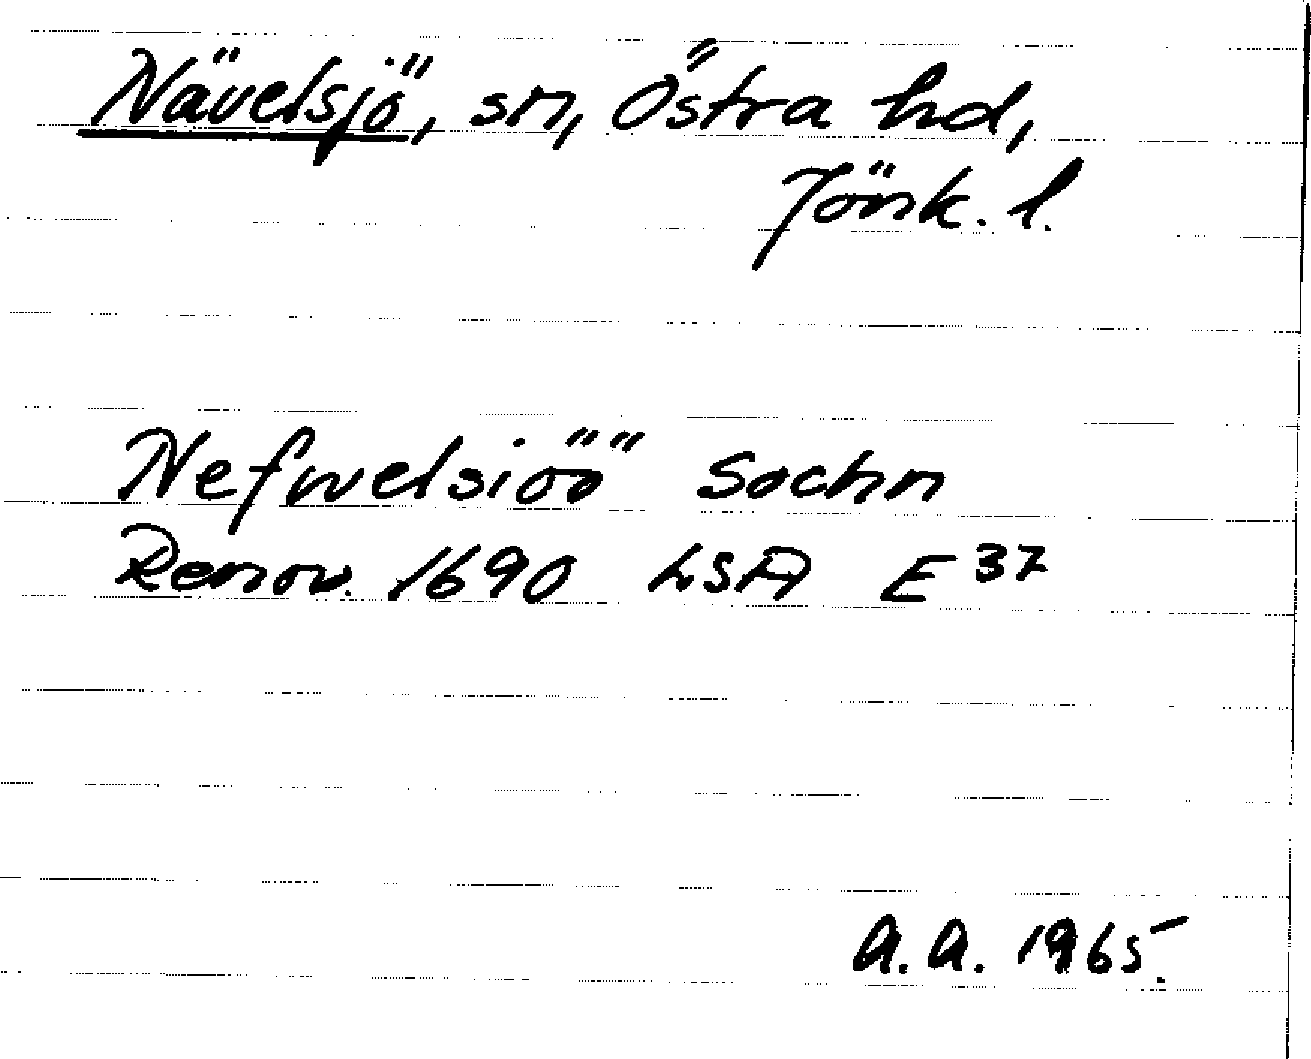 Nävelsjö, sn, Östra hd,
Jönk. l.
Nefwelsiöö sochn
Renov. 1690 LSA E 37
A. A. 1965.